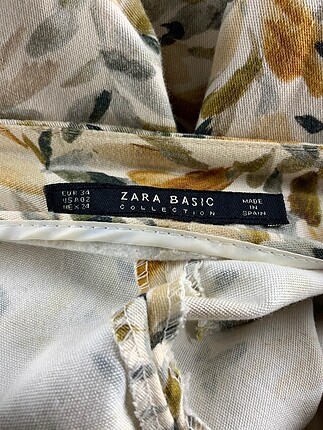 EUR 34
USA 02
MEX 24
ZARA BASIC
COLLECTION
MADE
IN
SPAIN